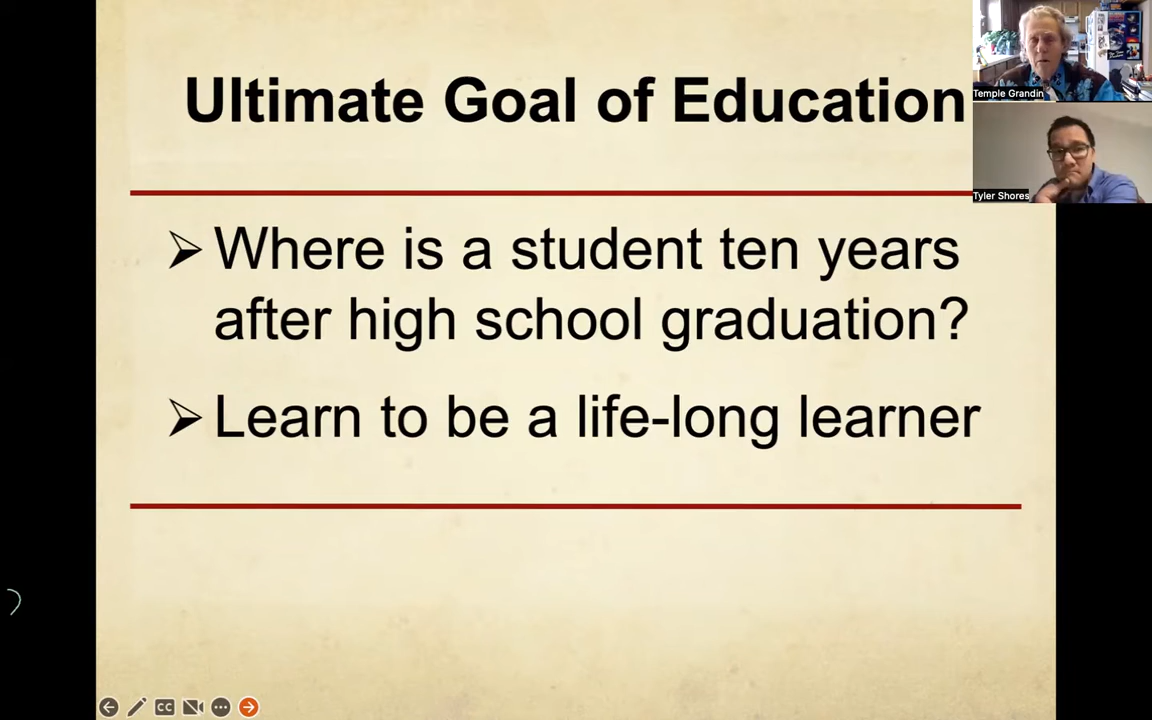 Ultimate Goal of Education
➢ Where is a student ten years
after high school graduation?
➢ Learn to be a life-long learner
Temple Grandin
Tyler Shores
CC